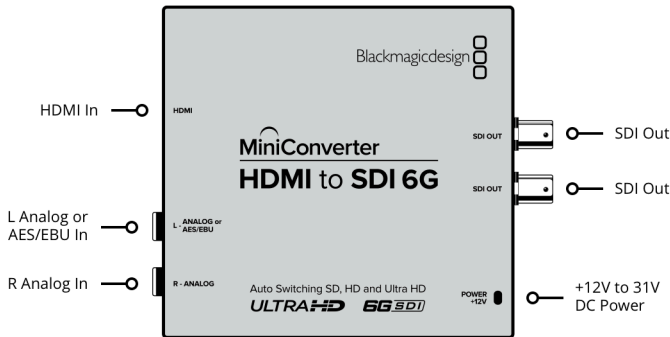 Blackmagicdesign
HDMI In
HDMI
MiniConverter
HDMI to SDI 6G
SDI OUT
SDI Out
SDI OUT
SDI Out
L Analog or
AES/EBU In
L - ANALOG or
AES/EBU
R Analog In
R - ANALOG
Auto Switching SD, HD and Ultra HD
ULTRA HD 6G SDI
POWER
+12V
+12V to 31V
DC Power